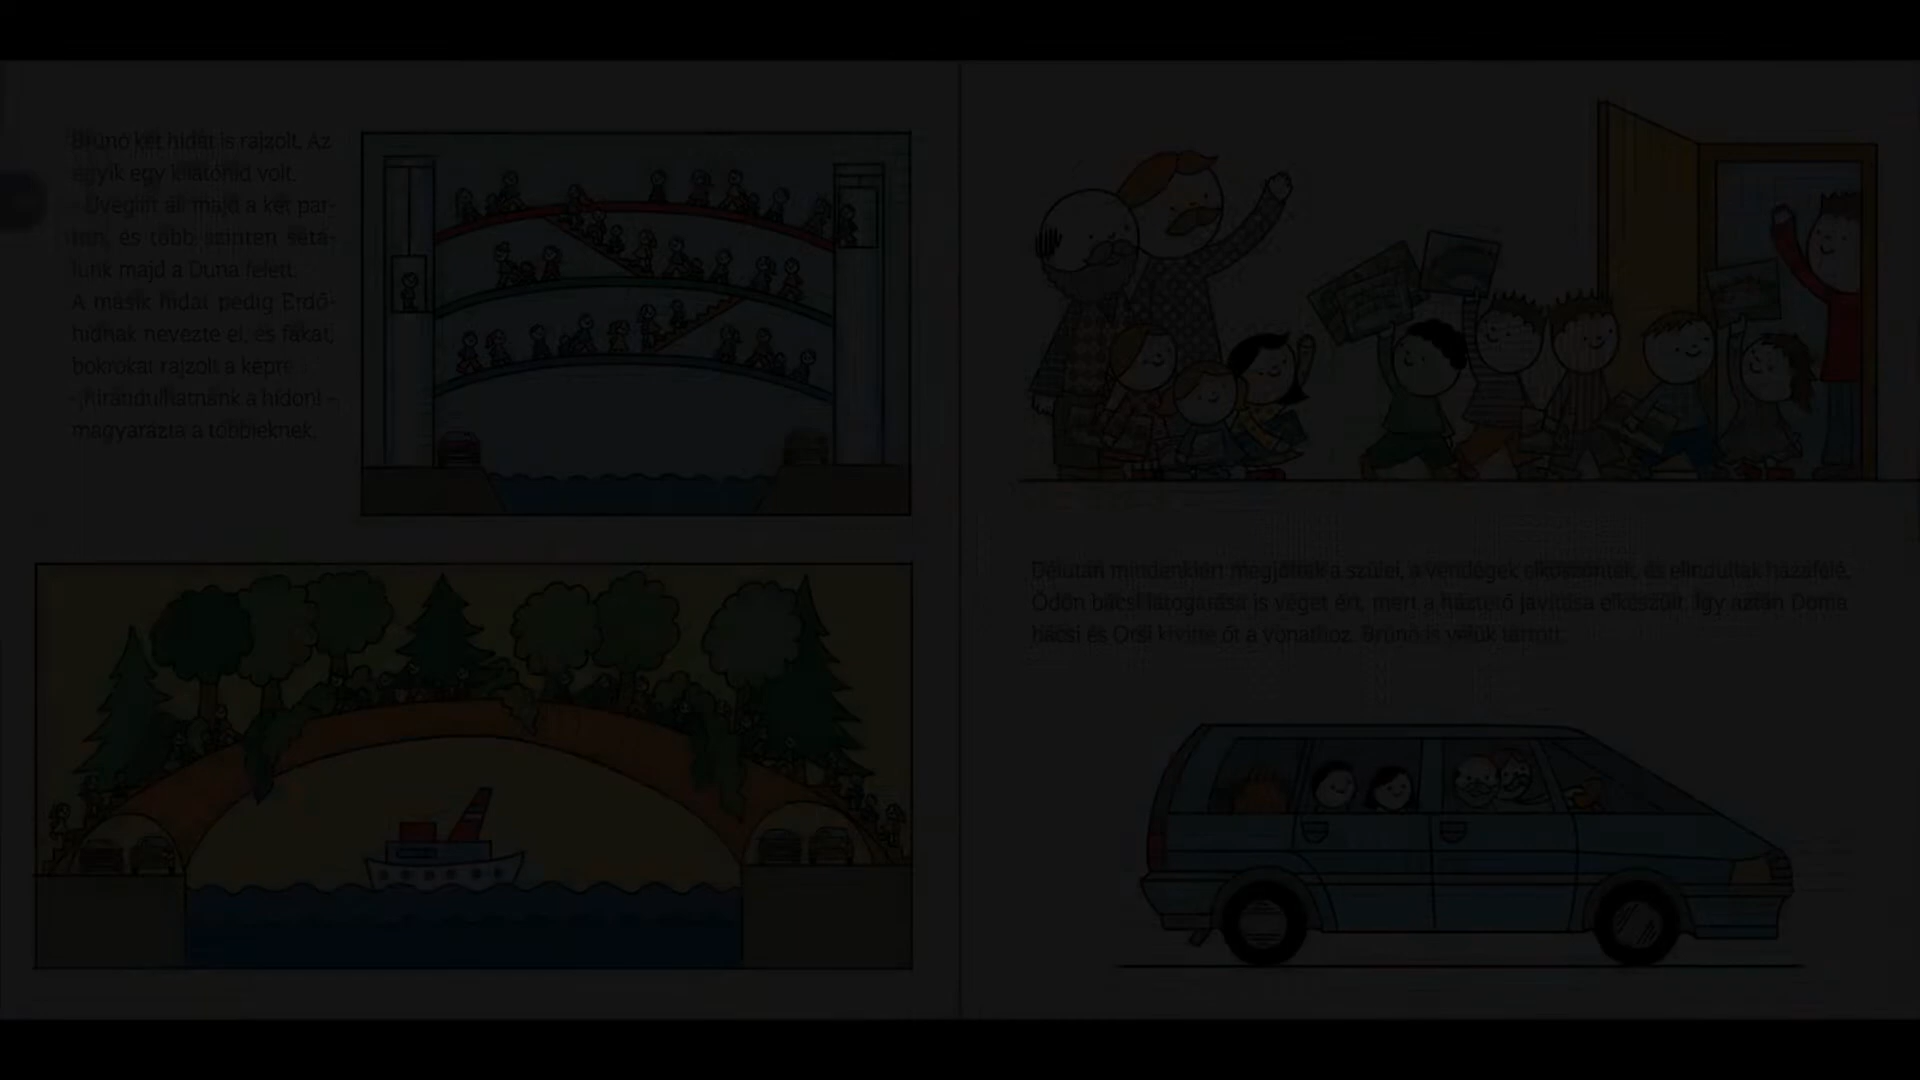 Brúnó két hidat is rajzolt. Az
egyik egy kilátóhíd volt.
- Üveglift áll majd a két par-
ton, és több szinten sétá-
lunk majd a Duna felett.
A másik hidat pedig Erdő-
hídnak nevezte el, és fákat,
bokrokat rajzolt a képre.
- Kirándulhatnánk a hídon! -
magyarázta a többieknek.
Délután mindenkiért megjöttek a szülei, a vendégek elköszöntek, és elindultak hazafelé.
Ödön bácsi látogatása is véget ért, mert a háztető javítása elkészült. Így aztán Doma
bácsi és Orsi kivitte őt a vonathoz. Brúnó is velük tartott.